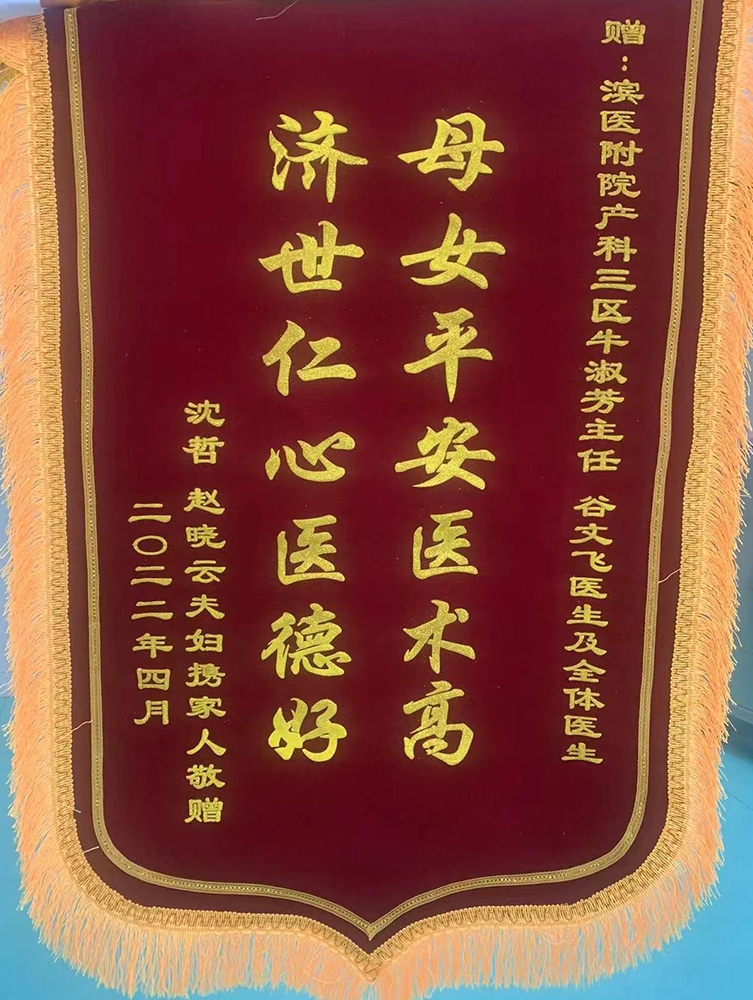 赠：滨医附院产科三区牛淑芳主任 谷文飞医生及全体医生
母女平安医术高
济世仁心医德好
沈哲 赵晓云夫妇携家人敬赠
二〇二二年四月